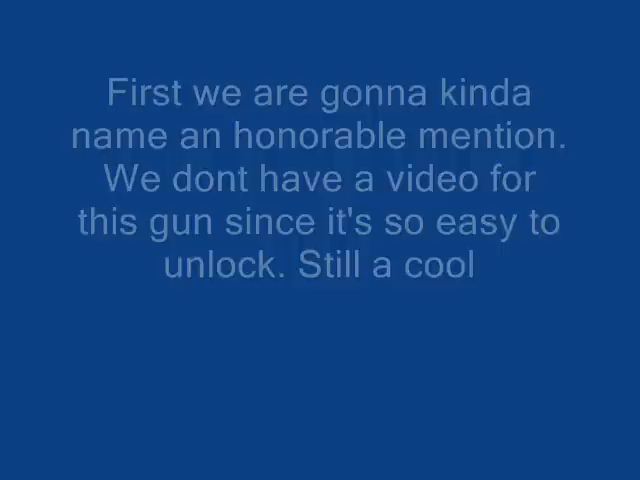 First we are gonna kinda
name an honorable mention.
We dont have a video for
this gun since it's so easy to
unlock. Still a cool